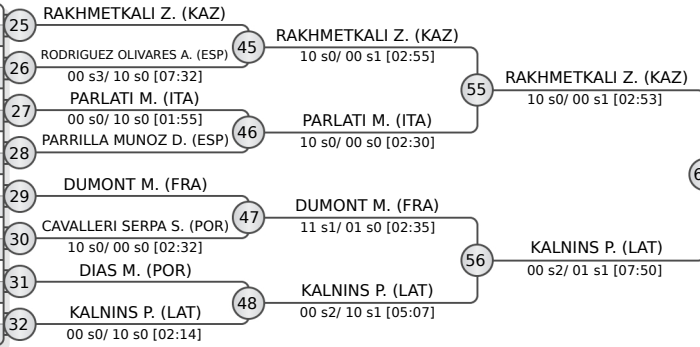 25
RAKHMETKALI Z. (KAZ)
26
RODRIGUEZ OLIVARES A. (ESP)
00 s3/ 10 s0 [07:32]
27
PARLATI M. (ITA)
00 s0/ 10 s0 [01:55]
28
PARRILLA MUNOZ D. (ESP)
29
DUMONT M. (FRA)
30
CAVALLERI SERPA S. (POR)
10 s0/ 00 s0 [02:32]
31
DIAS M. (POR)
32
KALNINS P. (LAT)
00 s0/ 10 s0 [02:14]
45
RAKHMETKALI Z. (KAZ)
10 s0/ 00 s1 [02:55]
46
PARLATI M. (ITA)
10 s0/ 00 s0 [02:30]
47
DUMONT M. (FRA)
11 s1/ 01 s0 [02:35]
48
KALNINS P. (LAT)
00 s2/ 10 s1 [05:07]
55
RAKHMETKALI Z. (KAZ)
10 s0/ 00 s1 [02:53]
56
KALNINS P. (LAT)
00 s2/ 01 s1 [07:50]